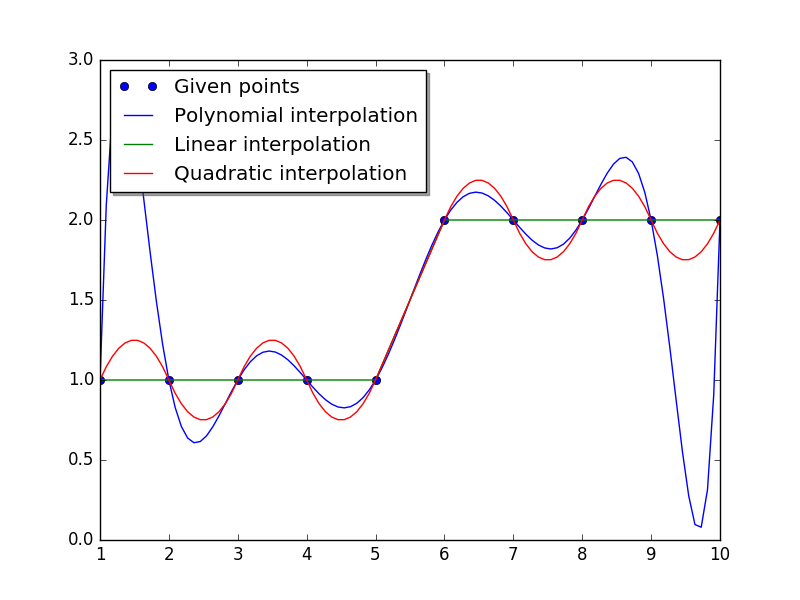 3.0
2.5
2.0
1.5
1.0
0.5
0.0
Given points
Polynomial interpolation
Linear interpolation
Quadratic interpolation
1 2 3 4 5 6 7 8 9 10